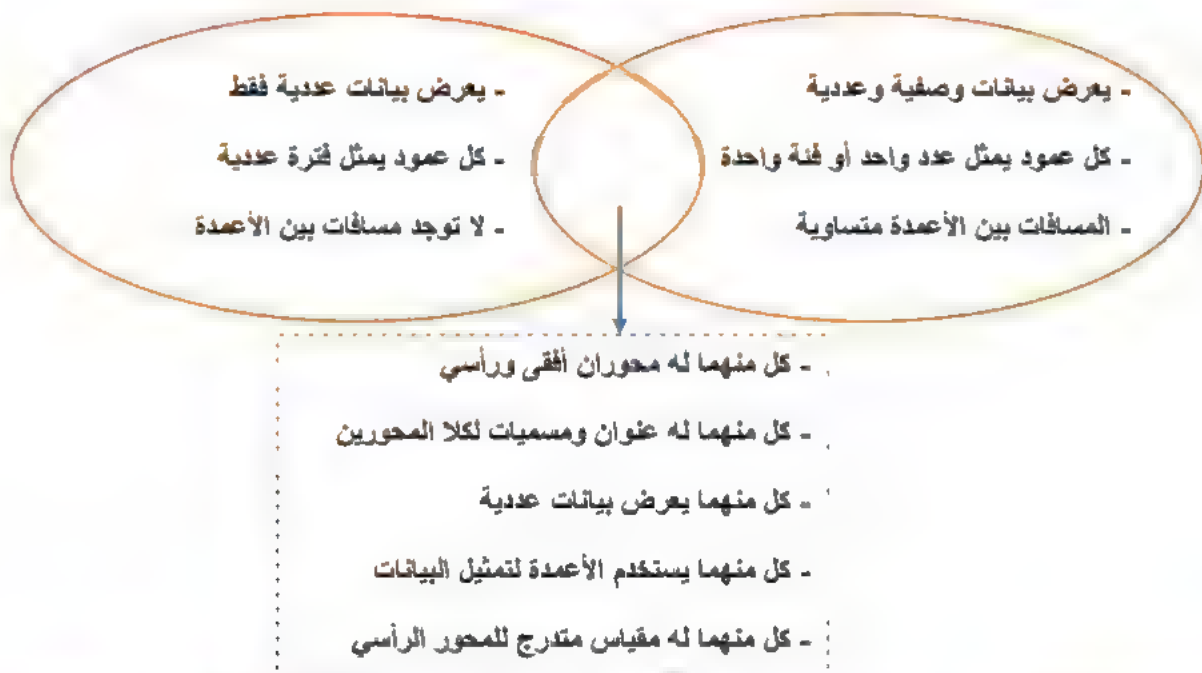 - يعرض بيانات وصفية وعددية
- كل عمود يمثل عدد واحد أو فئة واحدة
- المسافات بين الأعمدة متساوية
- يعرض بيانات عددية فقط
- كل عمود يمثل فترة عددية
- لا توجد مسافات بين الأعمدة
- كل منهما له محوران أفقى ورأسي
- كل منهما له عنوان ومسميات لكلا المحورين
- كل منهما يعرض بيانات عددية
- كل منهما يستخدم الأعمدة لتمثيل البيانات
- كل منهما له مقياس متدرج للمحور الرأسي